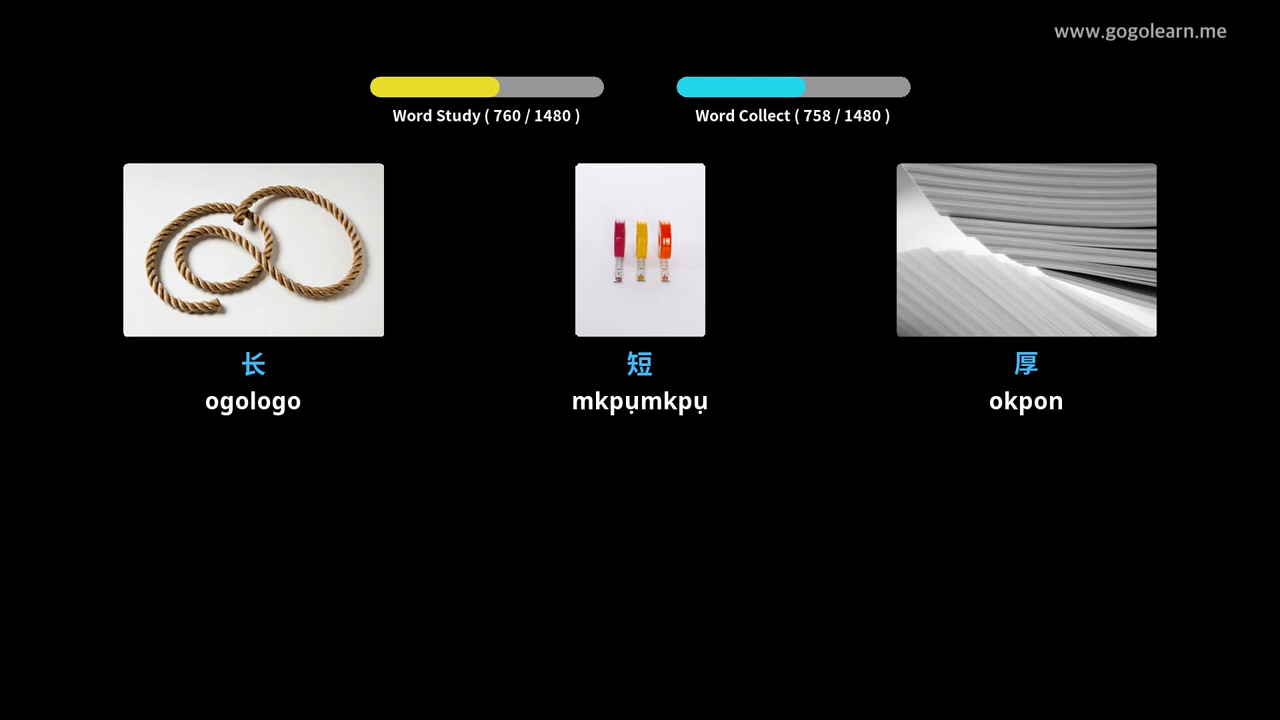 www.gogolearn.me
Word Study ( 760 / 1480 )
Word Collect ( 758 / 1480 )
长
ogologo
短
mkpụmkpụ
厚
okpon